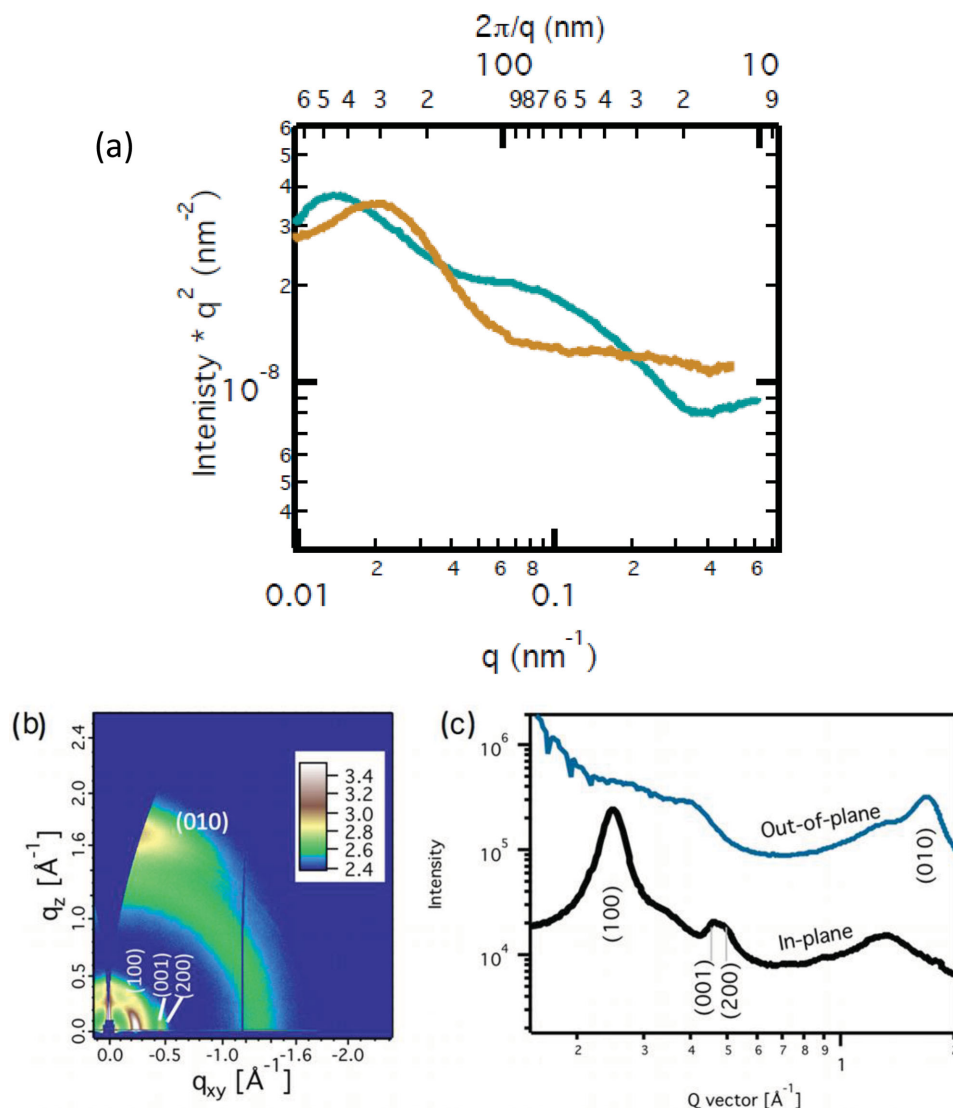 2π/q (nm)
100 10
6 5 4 3 2 9 8 7 6 5 4 3 2 9
(a)
6
5
4
3
2
10-8
6
5
4
Intenisty * q2 (nm-2)
2 4 6 8 2 4 6
0.01 0.1
q (nm-1)
(b)
2.4
2.0
1.6
1.0
0.5
0.0
qz [Å-1]
(010)
3.4
3.2
3.0
2.8
2.6
2.4
(100)
(001)
(200)
0.0 -0.5 -1.2 -1.6 -2.0
qxy [Å-1]
(c)
106
105
104
Intensity
Out-of-plane
(010)
(100)
In-plane
(001)
(200)
2 3 4 5 6 7 8 9 1 2
Q vector [Å-1]